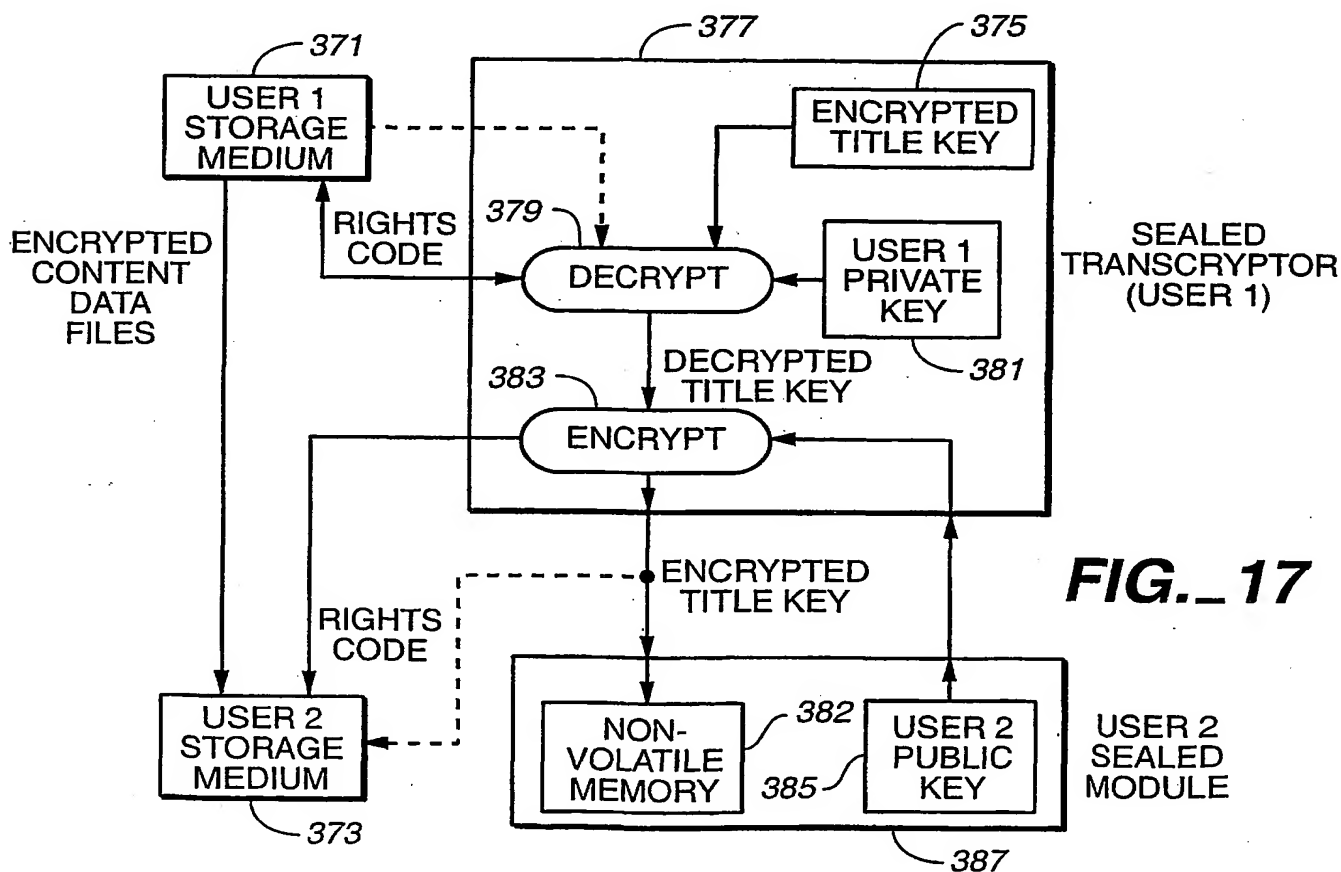 371
USER 1
STORAGE
MEDIUM
377
375
ENCRYPTED
TITLE KEY
ENCRYPTED
CONTENT
DATA
FILES
RIGHTS
CODE
379
DECRYPT
USER 1
PRIVATE
KEY
381
SEALED
TRANSCRYPTOR
(USER 1)
DECRYPTED
TITLE KEY
383
ENCRYPT
ENCRYPTED
TITLE KEY
FIG._17
RIGHTS
CODE
USER 2
STORAGE
MEDIUM
373
NON-
VOLATILE
MEMORY
382
385
USER 2
PUBLIC
KEY
USER 2
SEALED
MODULE
387